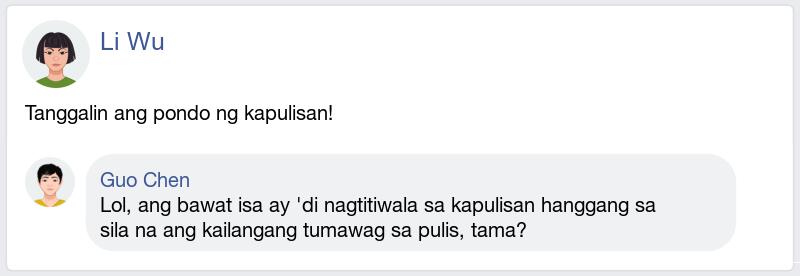 Li Wu
Tanggalin ang pondo ng kapulisan!
Guo Chen
Lol, ang bawat isa ay 'di nagtitiwala sa kapulisan hanggang sa
sila na ang kailangang tumawag sa pulis, tama?